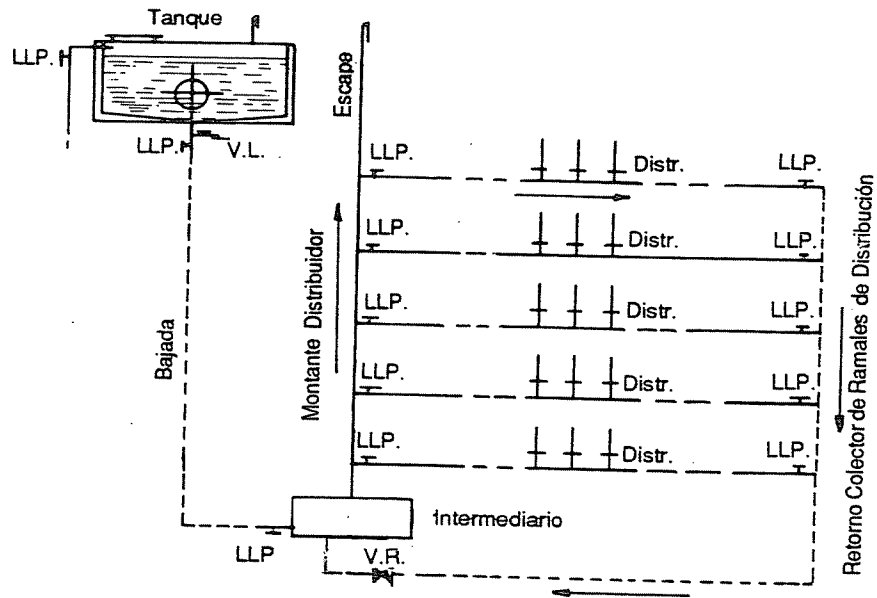 Tanque
LLP.
LLP.
V.L.
Escape
LLP.
Distr.
LLP.
LLP.
Distr.
LLP.
LLP.
Distr.
LLP.
LLP.
Distr.
LLP.
LLP.
Distr.
LLP.
Bajada
Montante Distribuidor
Retorno Colector de Ramales de Distribución
Intermediario
LLP
V.R.